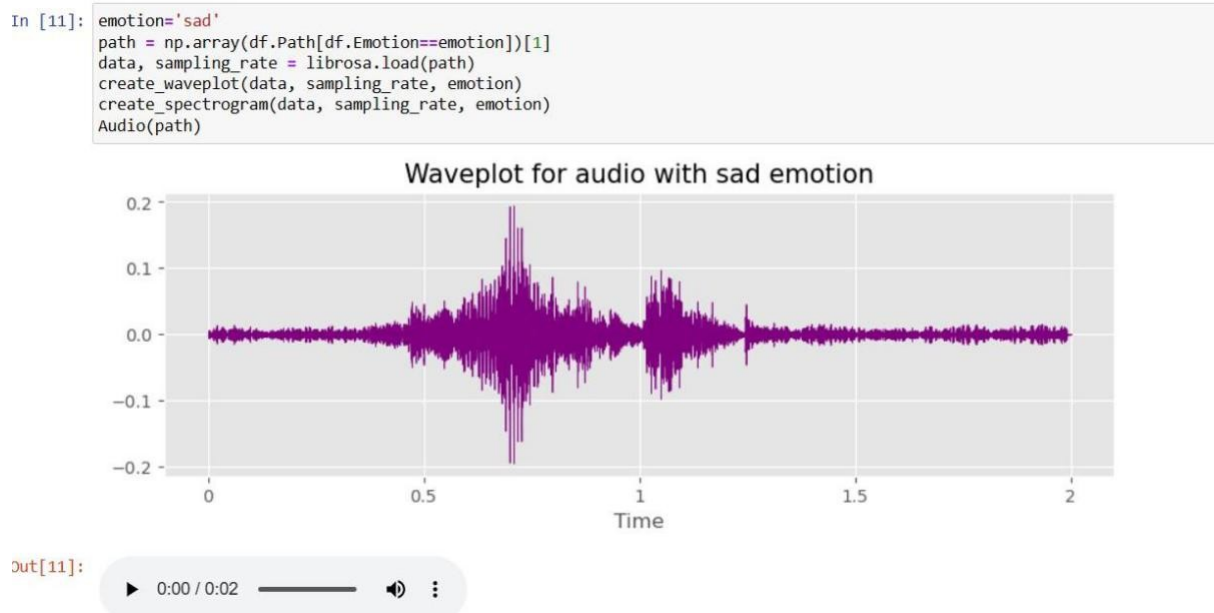 In [11]: emotion='sad'
path = np.array(df.Path[df.Emotion==emotion])[1]
data, sampling_rate = librosa.load(path)
create_waveplot(data, sampling_rate, emotion)
create_spectrogram(data, sampling_rate, emotion)
Audio(path)
Waveplot for audio with sad emotion
0.2
0.1
0.0
−0.1
−0.2
0 0.5 1 1.5 2
Time
Out[11]:
0:00 / 0:02